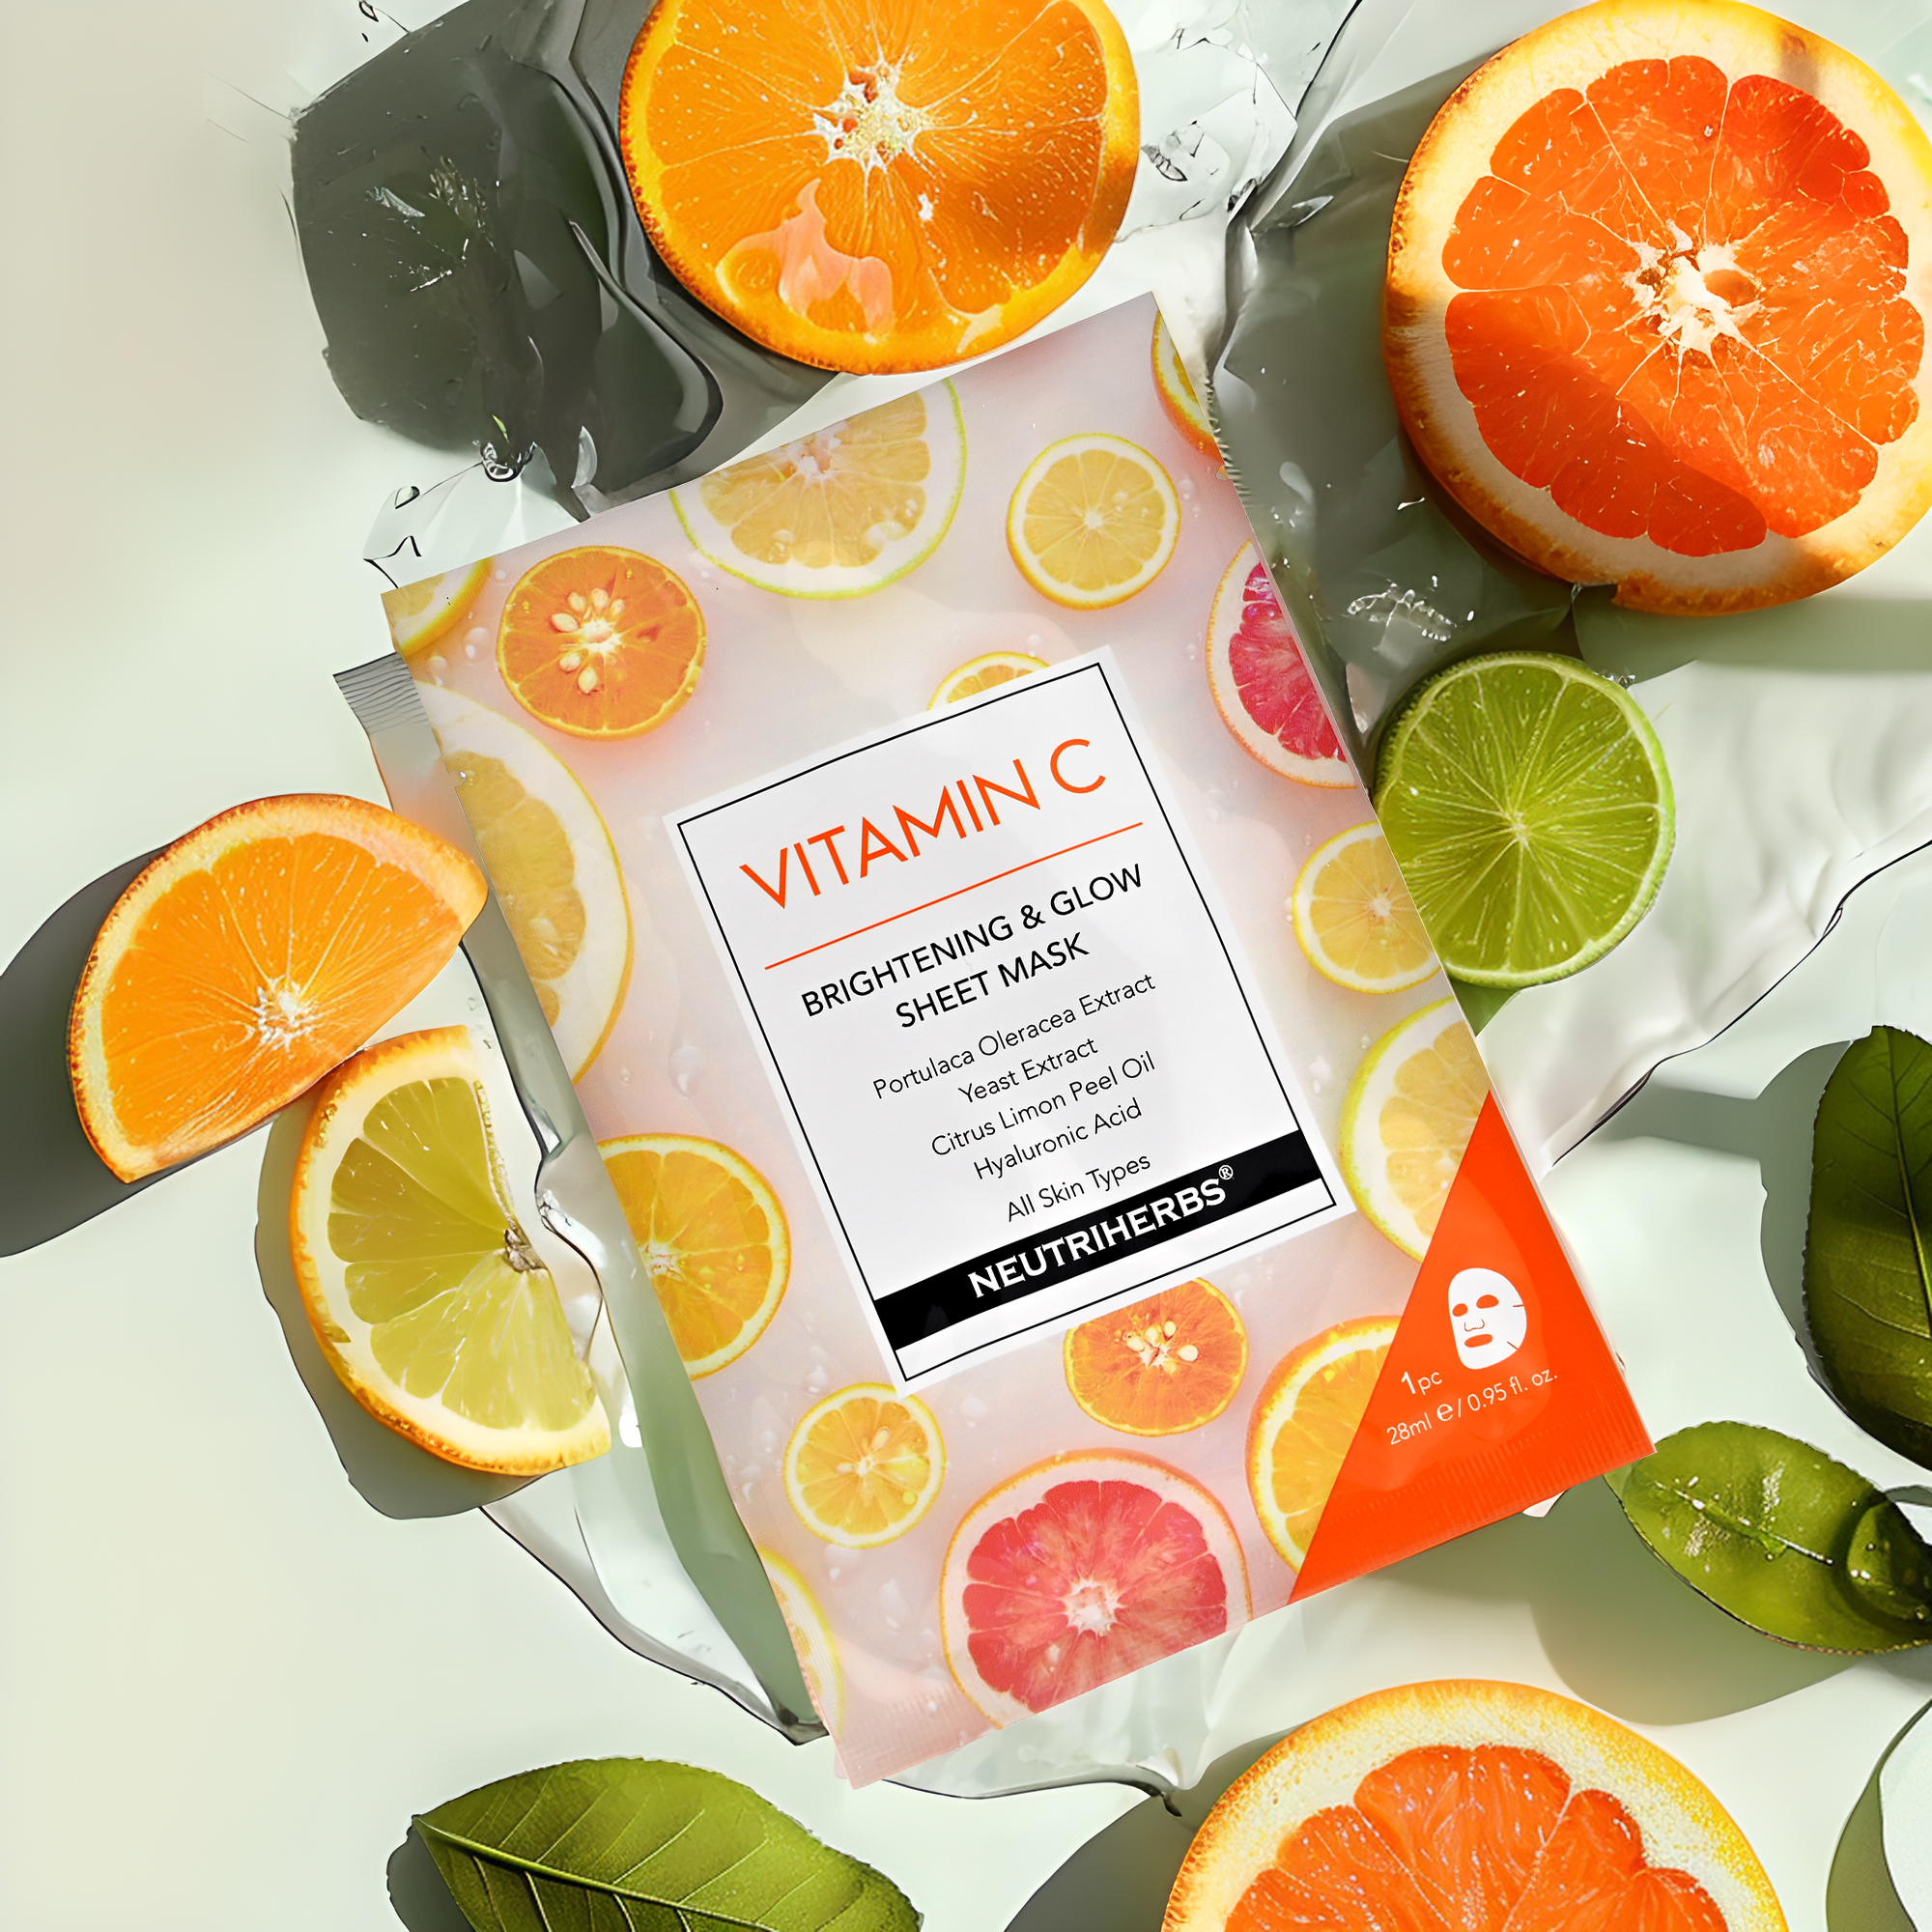 VITAMIN C
BRIGHTENING & GLOW
SHEET MASK
Portulaca Oleracea Extract
Yeast Extract
Citrus Limon Peel Oil
Hyaluronic Acid
All Skin Types
NEUTRIHERBS®
1pc
28ml ℮ / 0.95 fl. oz.